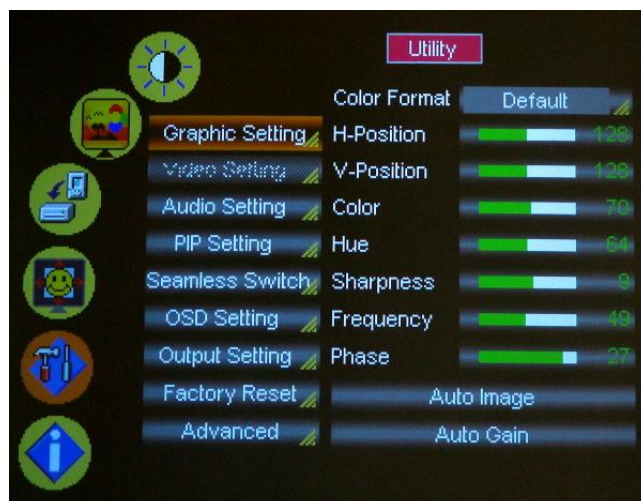 Utility
Color Format Default
Graphic Setting H-Position 128
Video Setting V-Position 128
Audio Setting Color 70
PIP Setting Hue 64
Seamless Switch Sharpness 9
OSD Setting Frequency 49
Output Setting Phase 27
Factory Reset Auto Image
Advanced Auto Gain